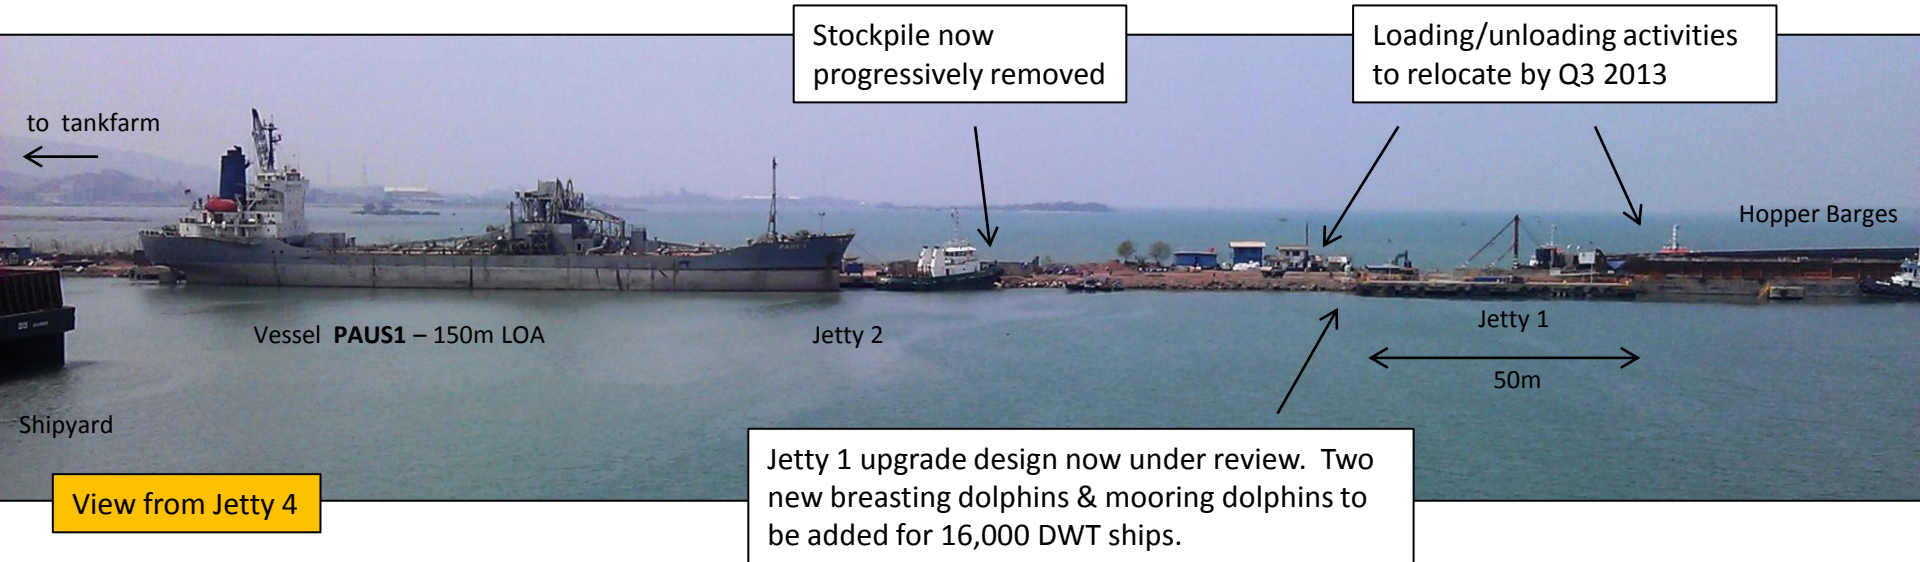 Stockpile now
progressively removed
Loading/unloading activities
to relocate by Q3 2013
to  tankfarm
Hopper Barges
PAUS 1
Vessel  PAUS1 – 150m LOA
Jetty 2
Jetty 1
50m
Shipyard
View from Jetty 4
Jetty 1 upgrade design now under review.  Two
new breasting dolphins & mooring dolphins to
be added for 16,000 DWT ships.